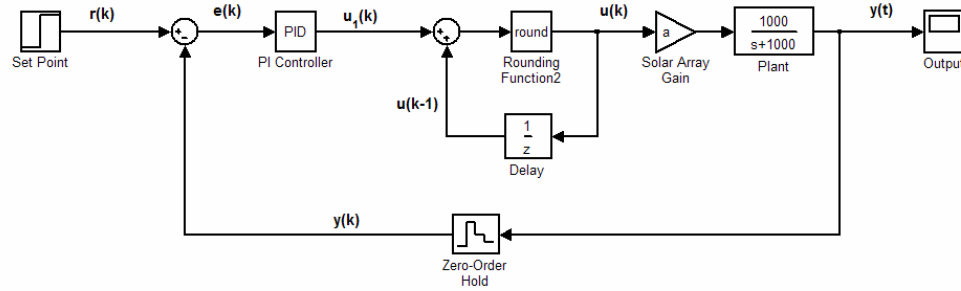 r(k)
e(k)
u1(k)
u(k)
y(t)
+
-
PID
+
+
round
a
1000
s+1000
Set Point
PI Controller
Rounding
Function2
Solar Array
Gain
Plant
Output
u(k-1)
1
z
Delay
y(k)
Zero-Order
Hold